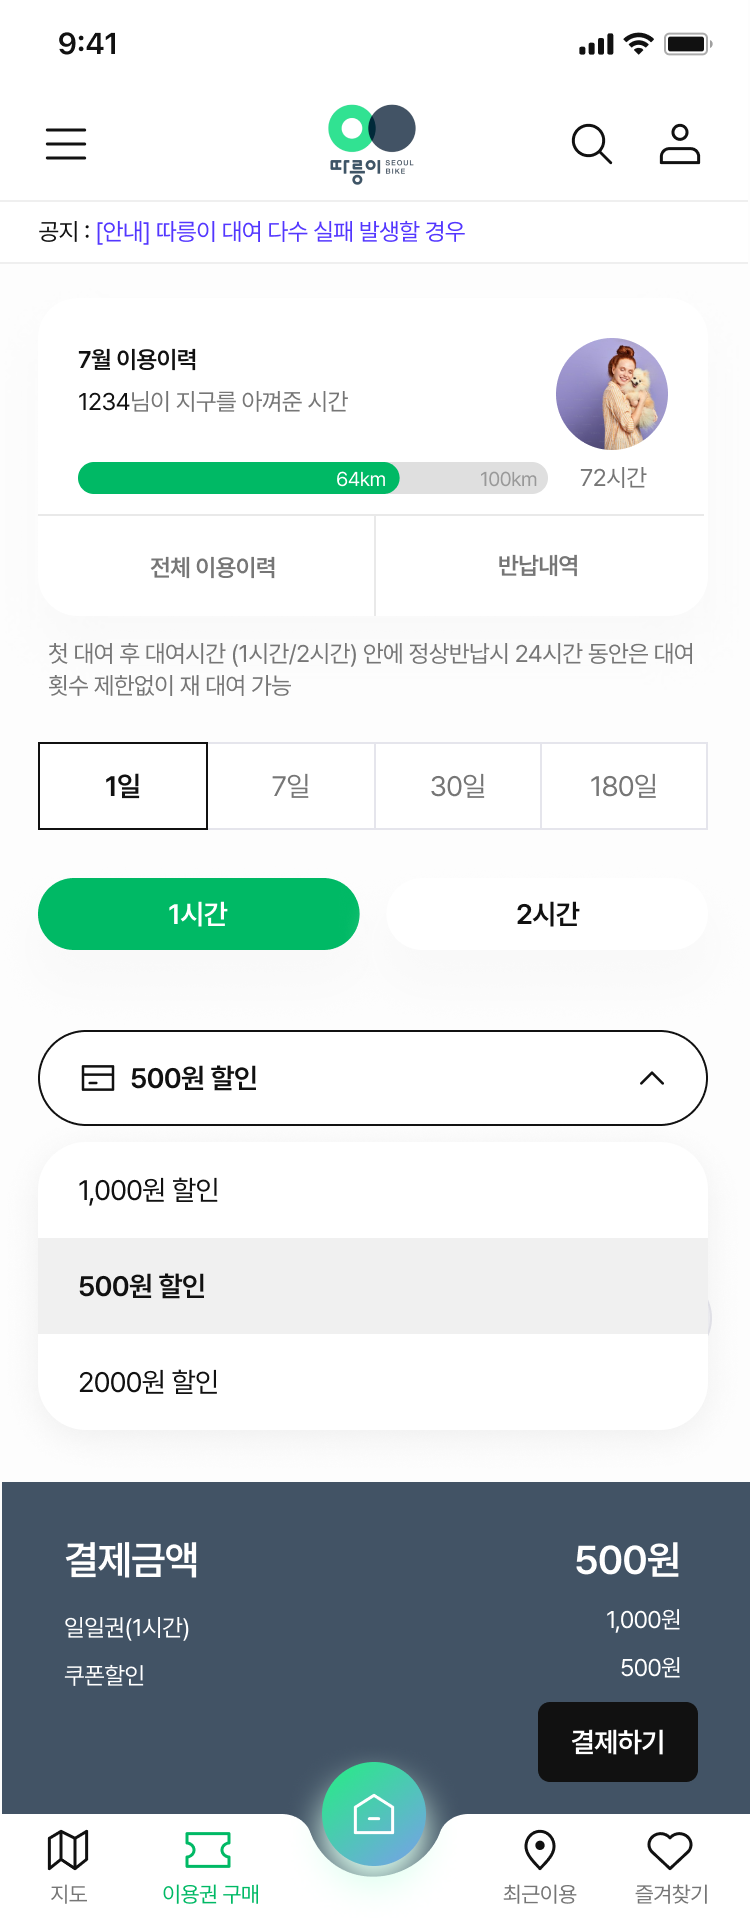 9:41
따릉이 SEOUL BIKE
공지 : [안내] 따릉이 대여 다수 실패 발생할 경우
7월 이용이력
1234님이 지구를 아껴준 시간
64km 100km 72시간
전체 이용이력 반납내역
첫 대여 후 대여시간 (1시간/2시간) 안에 정상반납시 24시간 동안은 대여
횟수 제한없이 재 대여 가능
1일 7일 30일 180일
1시간 2시간
500원 할인
1,000원 할인
500원 할인
2000원 할인
결제금액 500원
일일권(1시간) 1,000원
쿠폰할인 500원
결제하기
지도 이용권 구매 최근이용 즐겨찾기